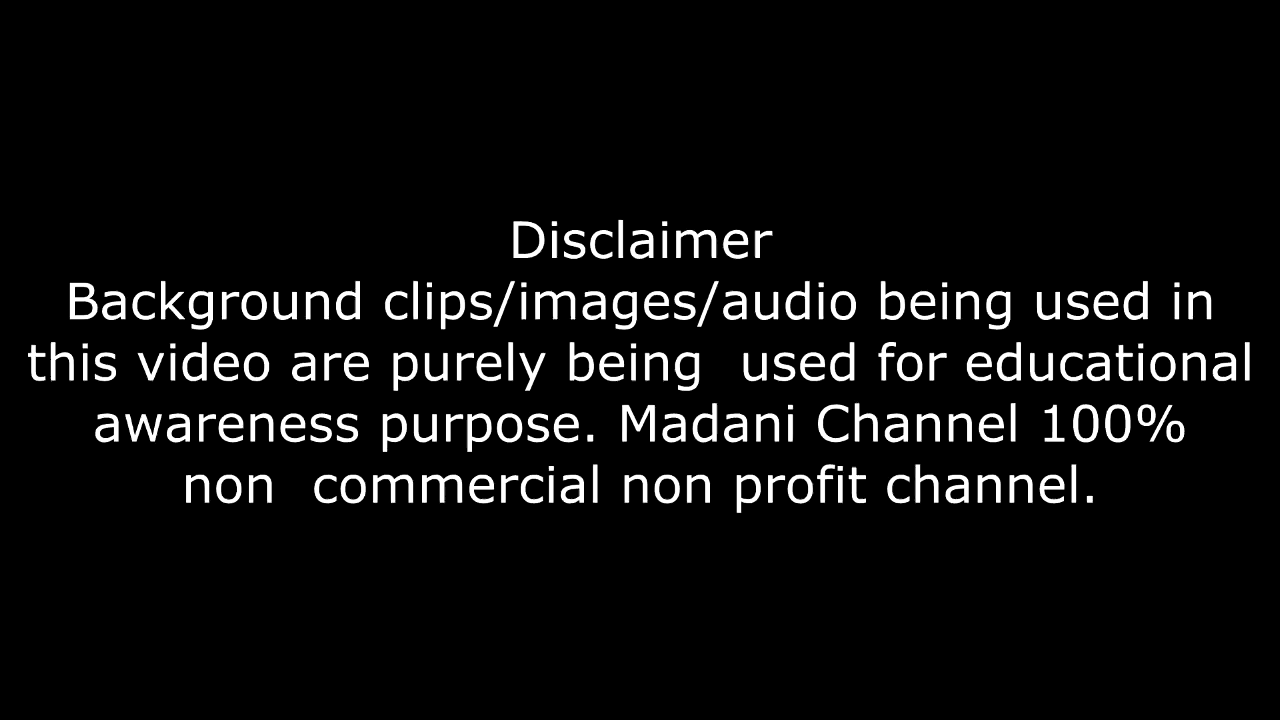 Disclaimer
Background clips/images/audio being used in
this video are purely being  used for educational
awareness purpose. Madani Channel 100%
non  commercial non profit channel.